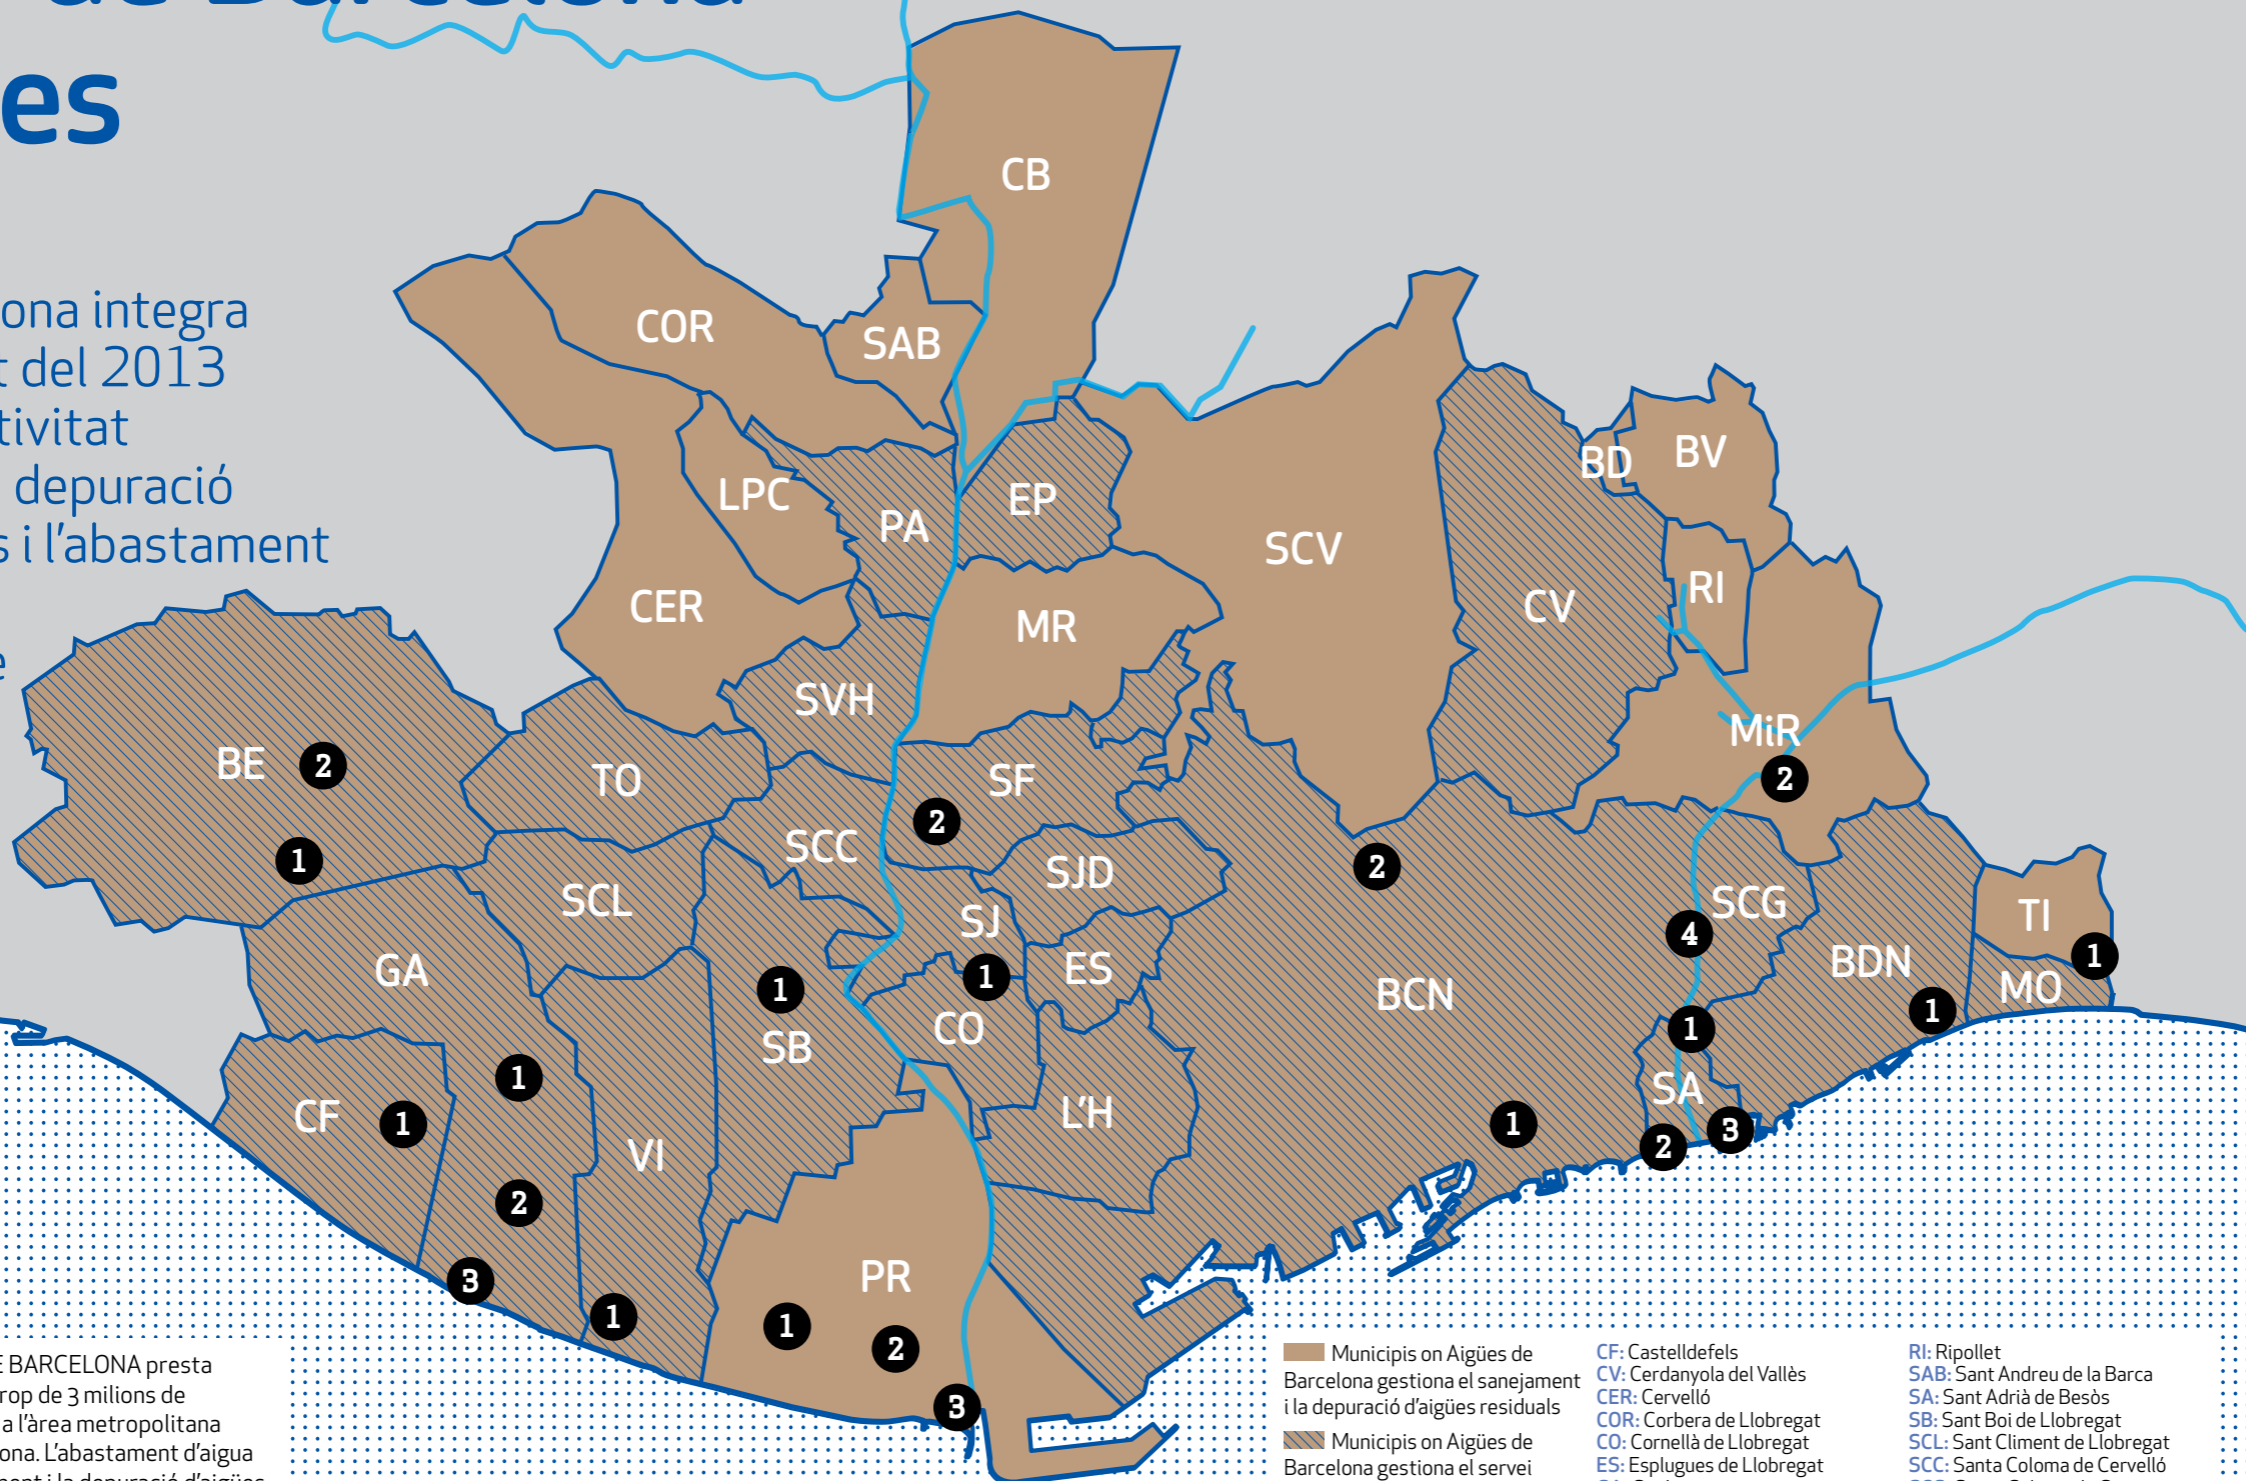 de Barcelona
es
ona integra
t del 2013
tivitat
depuració
s i l'abastament
e
CB
COR
SAB
LPC
PA
EP
SCV
CV
BD
BV
RI
CER
MR
SVH
MiR
BE
2
1
TO
SF
2
SCC
SJD
2
2
SCL
SJ
1
ES
SCG
4
TI
1
GA
BCN
BDN
1
MO
1
SB
CO
1
CF
1
1
VI
L'H
1
SA
2
3
2
3
1
PR
1
2
3
E BARCELONA presta
rop de 3 milions de
a l'àrea metropolitana
ona. L'abastament d'aigua
ment i la depuració d'aigües
Municipis on Aigües de
Barcelona gestiona el sanejament
i la depuració d'aigües residuals
Municipis on Aigües de
Barcelona gestiona el servei
CF: Castelldefels
CV: Cerdanyola del Vallès
CER: Cervelló
COR: Corbera de Llobregat
CO: Cornellà de Llobregat
ES: Esplugues de Llobregat
RI: Ripollet
SAB: Sant Andreu de la Barca
SA: Sant Adrià de Besòs
SB: Sant Boi de Llobregat
SCL: Sant Climent de Llobregat
SCC: Santa Coloma de Cervelló